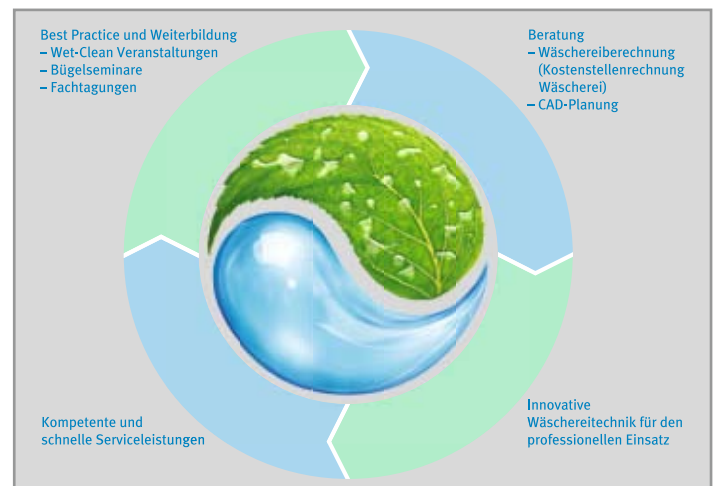 Best Practice und Weiterbildung
– Wet-Clean Veranstaltungen
– Bügelseminare
– Fachtagungen
Beratung
– Wäschereiberechnung
(Kostenstellenrechnung
Wäscherei)
– CAD-Planung
Kompetente und
schnelle Serviceleistungen
Innovative
Wäschereitechnik für den
professionellen Einsatz